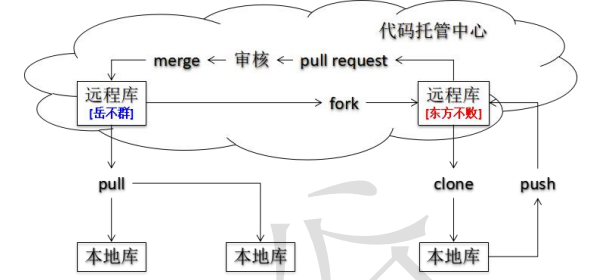 代码托管中心
merge ← 审核 ← pull request
远程库
[岳不群]
fork
远程库
[东方不败]
pull
clone
push
本地库
本地库
本地库